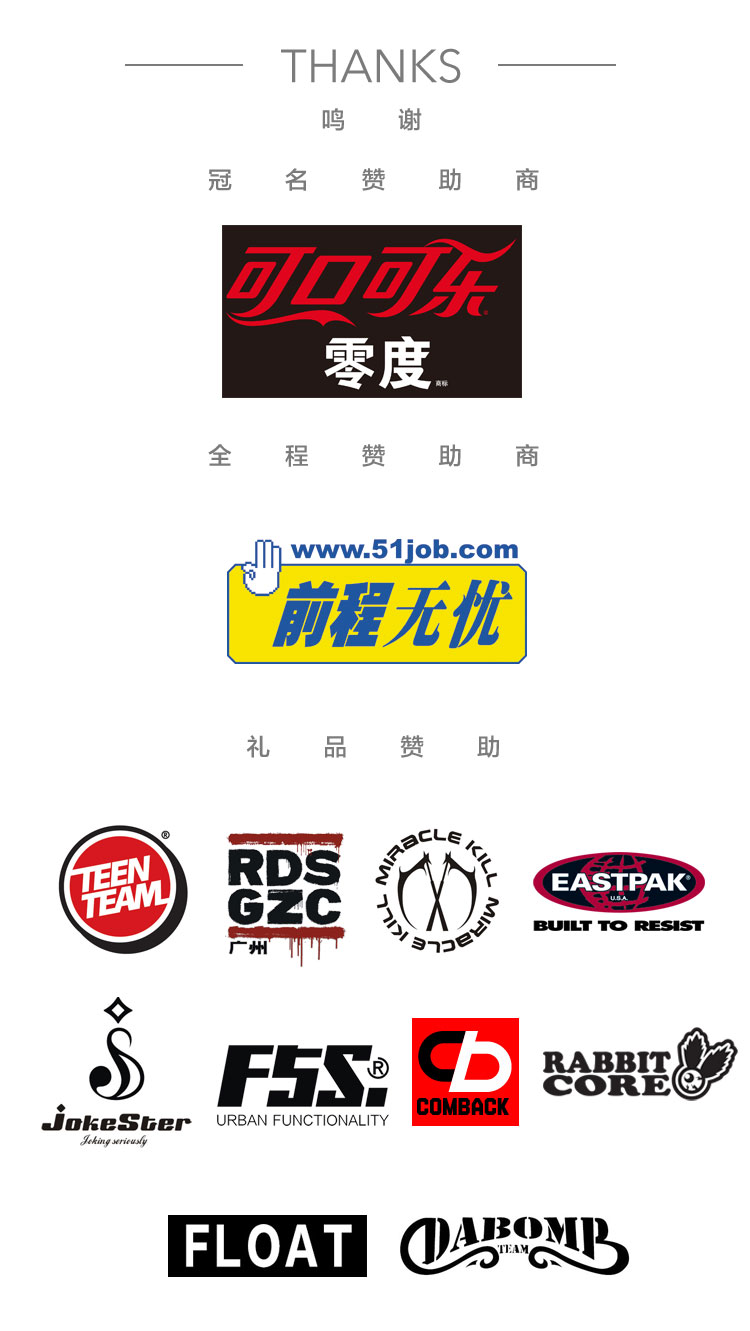 THANKS
鸣谢
冠名赞助商
可口可乐
零度 商标
全程赞助商
www.51job.com
前程无忧
礼品赞助
TEEN
TEAM
®
RDS
GZC
广州
MIRACLE KILL MIRACLE KILL
EASTPAK®
U.S.A.
BUILT TO RESIST
JokeSter
Joking seriously
FSS.®
URBAN FUNCTIONALITY
cb
COMBACK
RABBIT
CORE
FLOAT
DABOMB
TEAM